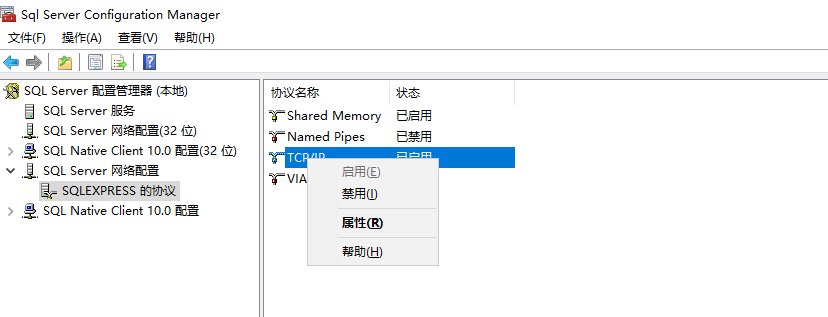 Sql Server Configuration Manager
文件(F) 操作(A) 查看(V) 帮助(H)
SQL Server 配置管理器 (本地)
SQL Server 服务
SQL Server 网络配置(32 位)
SQL Native Client 10.0 配置(32 位)
SQL Server 网络配置
SQLEXPRESS 的协议
SQL Native Client 10.0 配置
协议名称 状态
Shared Memory 已启用
Named Pipes 已禁用
TCP/IP 已启用
VIA
启用(E)
禁用(I)
属性(R)
帮助(H)